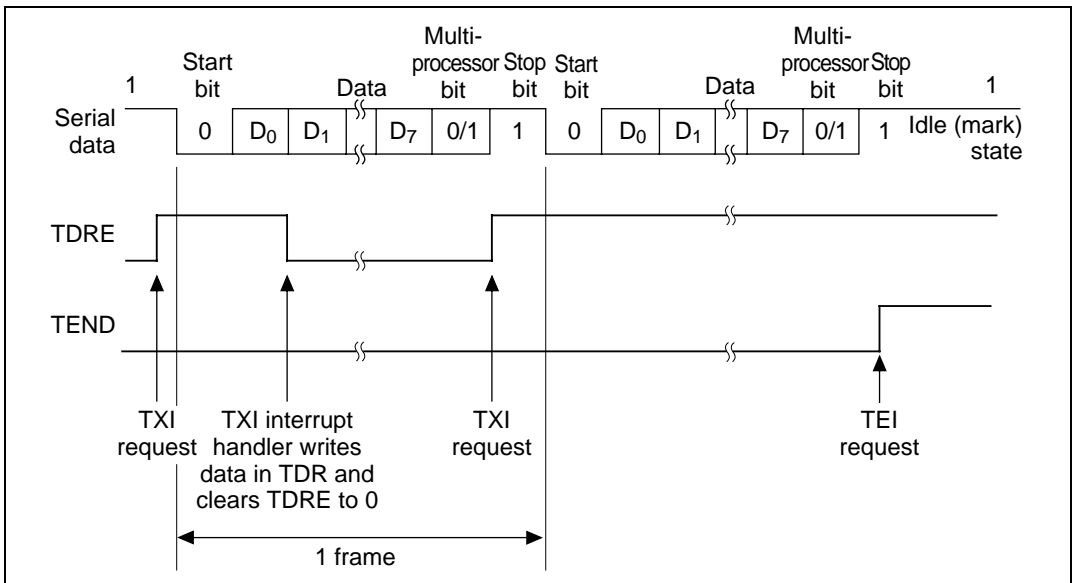 Multi-
processor
bit
Start
bit
Stop
bit
Start
bit
Multi-
processor
bit
Stop
bit
1
Data
Data
1
Serial
data
0
D0
D1
D7
0/1
1
0
D0
D1
D7
0/1
1
Idle (mark)
state
TDRE
TEND
TXI
request
TXI interrupt
handler writes
data in TDR and
clears TDRE to 0
TXI
request
TEI
request
1 frame